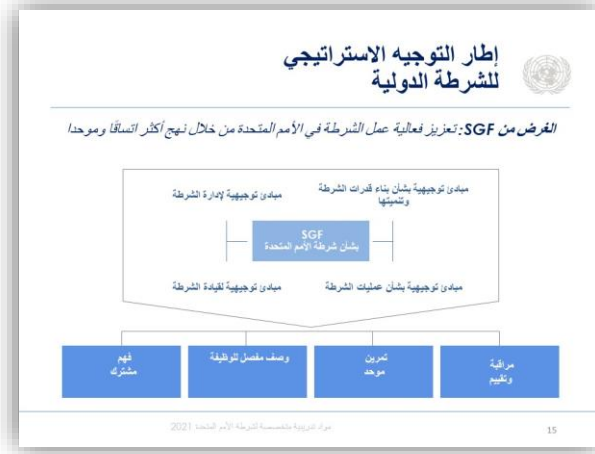 إطار التوجيه الاستراتيجي
للشرطة الدولية
الغرض من SGF: تعزيز فعالية عمل الشرطة في الأمم المتحدة من خلال نهج أكثر اتساقًا وموحدا
مبادئ توجيهية بشأن بناء قدرات الشرطة
وتنميتها
مبادئ توجيهية لإدارة الشرطة
SGF
بشأن شرطة الأمم المتحدة
مبادئ توجيهية بشأن عمليات الشرطة
مبادئ توجيهية لقيادة الشرطة
مراقبة
وتقييم
تمرين
موحد
وصف مفصل للوظيفة
فهم
مشترك
مواد تدريبية متخصصة لشرطة الأمم المتحدة 2021
15